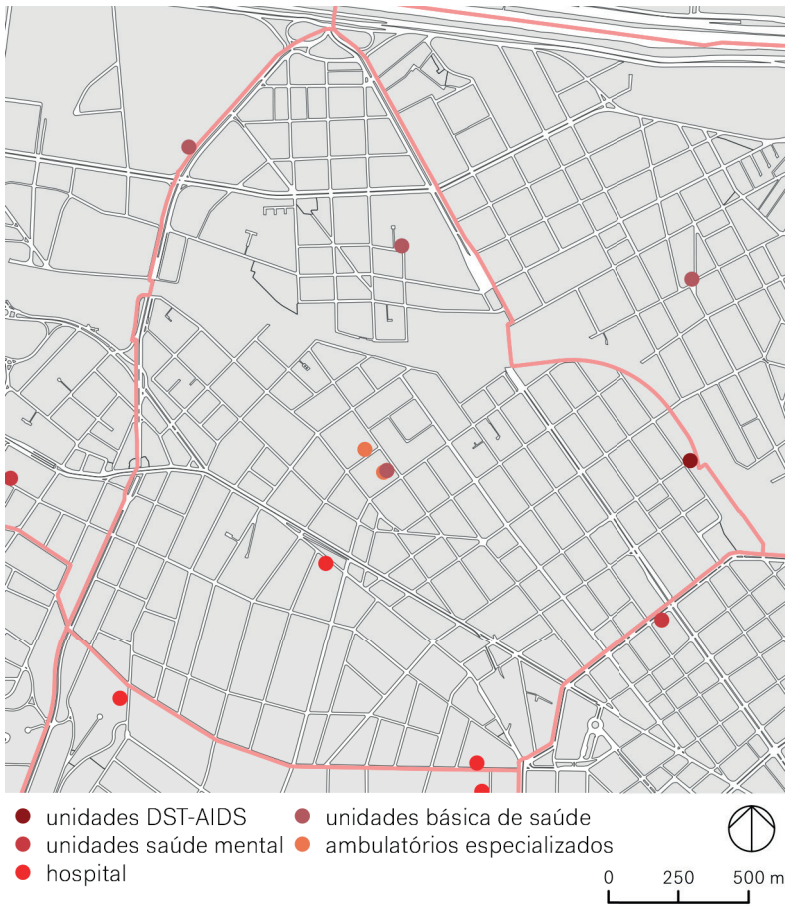 unidades DST-AIDS
unidades saúde mental
hospital
unidades básica de saúde
ambulatórios especializados
0 250 500 m